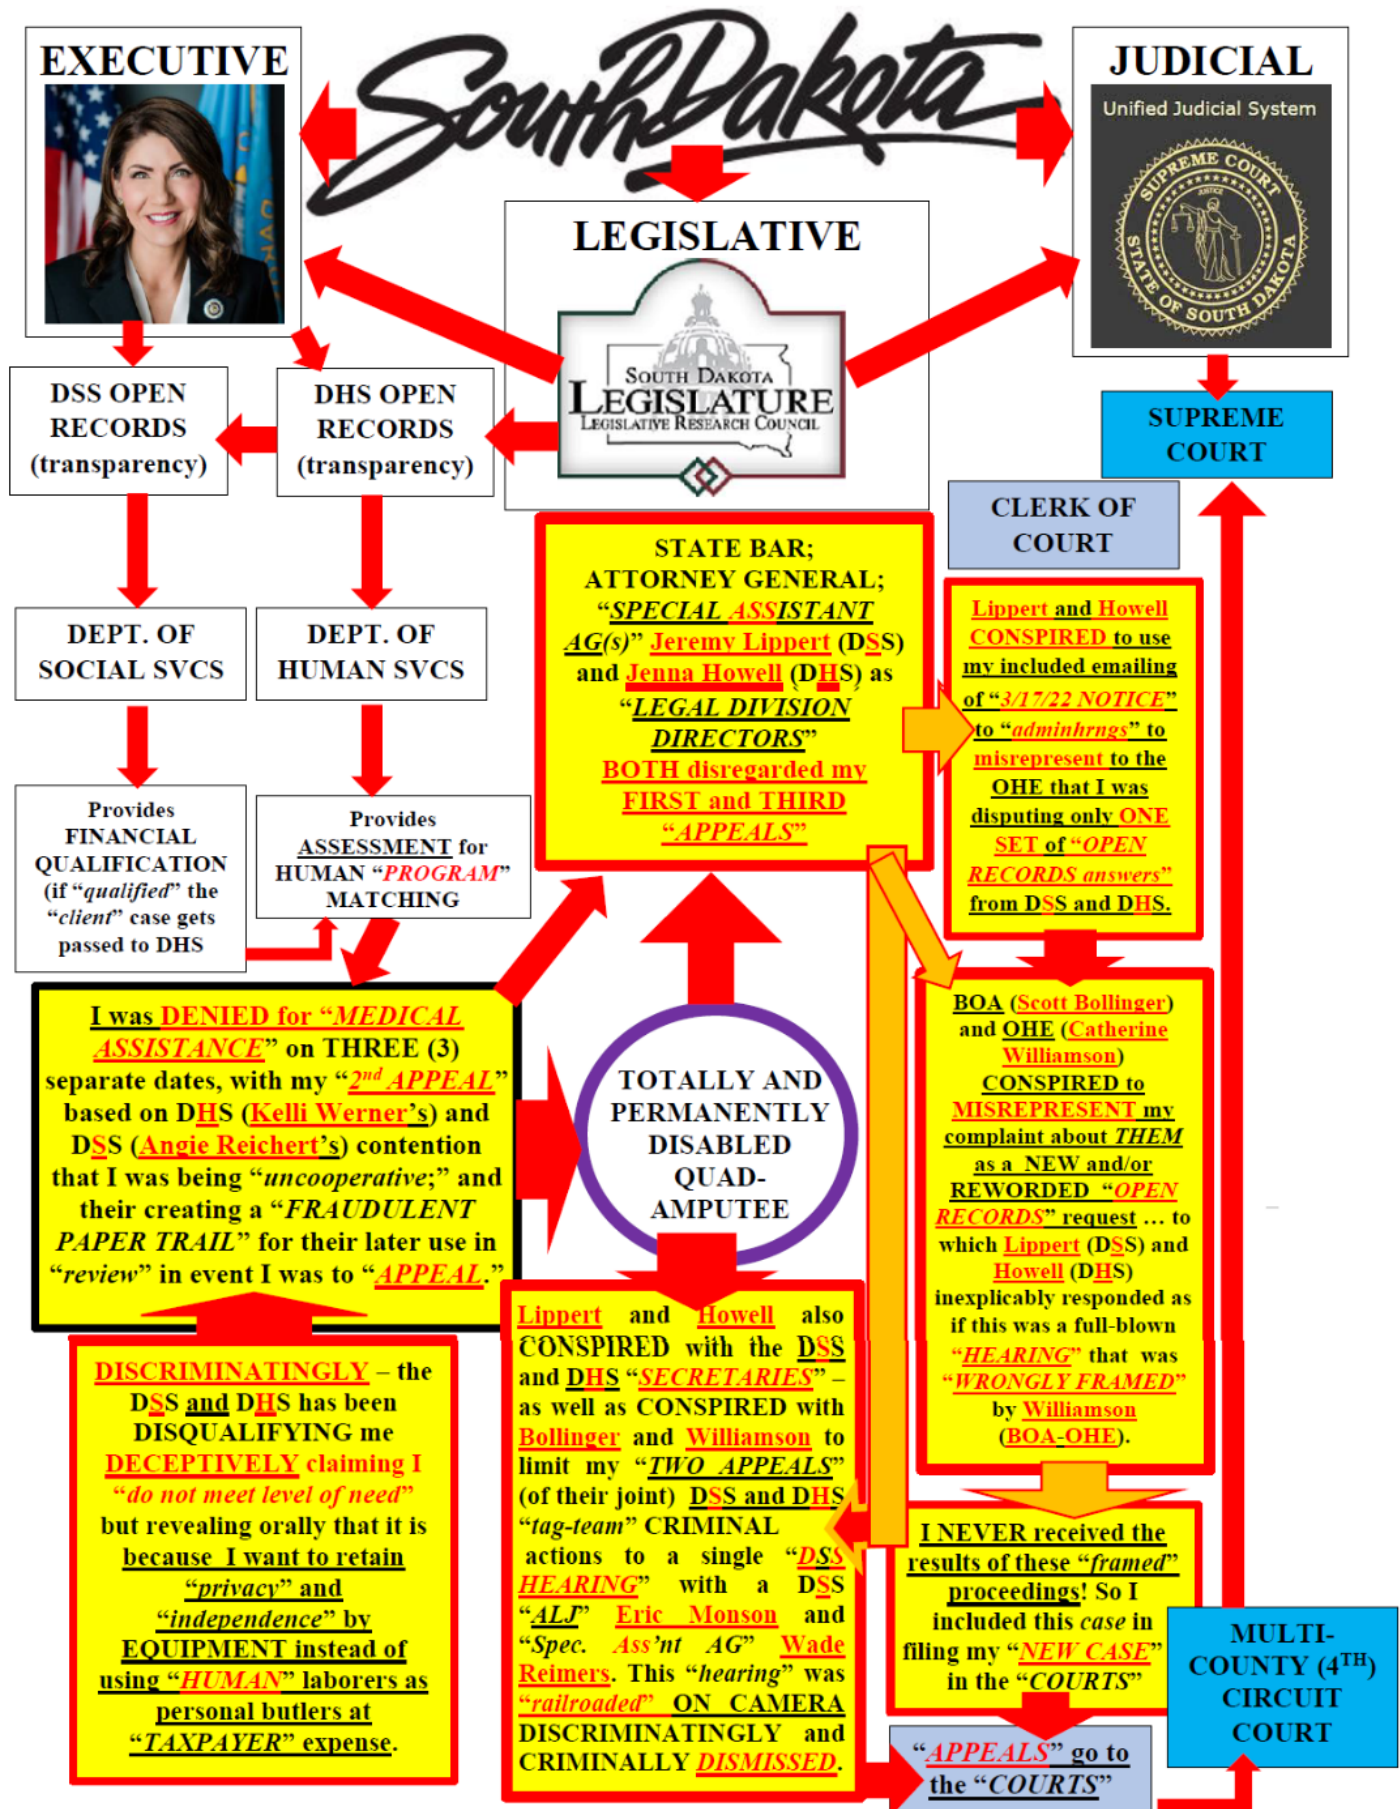 EXECUTIVE
South Dakota
JUDICIAL
Unified Judicial System
SUPREME COURT
JUSTICE
STATE OF SOUTH DAKOTA
LEGISLATIVE
SOUTH DAKOTA
LEGISLATURE
LEGISLATIVE RESEARCH COUNCIL
DSS OPEN
RECORDS
(transparency)
DHS OPEN
RECORDS
(transparency)
SUPREME
COURT
CLERK OF
COURT
DEPT. OF
SOCIAL SVCS
DEPT. OF
HUMAN SVCS
STATE BAR;
ATTORNEY GENERAL;
“SPECIAL ASSISTANT
AG(s)” Jeremy Lippert (DSS)
and Jenna Howell (DHS) as
“LEGAL DIVISION
DIRECTORS”
BOTH disregarded my
FIRST and THIRD
“APPEALS”
Lippert and Howell
CONSPIRED to use
my included emailing
of “3/17/22 NOTICE”
to “adminhrngs” to
misrepresent to the
OHE that I was
disputing only ONE
SET of “OPEN
RECORDS answers”
from DSS and DHS.
Provides
FINANCIAL
QUALIFICATION
(if “qualified” the
“client” case gets
passed to DHS
Provides
ASSESSMENT for
HUMAN “PROGRAM”
MATCHING
I was DENIED for “MEDICAL
ASSISTANCE” on THREE (3)
separate dates, with my “2nd APPEAL”
based on DHS (Kelli Werner’s) and
DSS (Angie Reichert’s) contention
that I was being “uncooperative;” and
their creating a “FRAUDULENT
PAPER TRAIL” for their later use in
“review” in event I was to “APPEAL.”
TOTALLY AND
PERMANENTLY
DISABLED
QUAD-
AMPUTEE
BOA (Scott Bollinger)
and OHE (Catherine
Williamson)
CONSPIRED to
MISREPRESENT my
complaint about THEM
as a NEW and/or
REWORDED “OPEN
RECORDS” request ... to
which Lippert (DSS) and
Howell (DHS)
inexplicably responded as
if this was a full-blown
“HEARING” that was
“WRONGLY FRAMED”
by Williamson
(BOA-OHE).
DISCRIMINATINGLY – the
DSS and DHS has been
DISQUALIFYING me
DECEPTIVELY claiming I
“do not meet level of need”
but revealing orally that it is
because I want to retain
“privacy” and
“independence” by
EQUIPMENT instead of
using “HUMAN” laborers as
personal butlers at
“TAXPAYER” expense.
Lippert and Howell also
CONSPIRED with the DSS
and DHS “SECRETARIES” –
as well as CONSPIRED with
Bollinger and Williamson to
limit my “TWO APPEALS”
(of their joint) DSS and DHS
“tag-team” CRIMINAL
actions to a single “DSS
HEARING” with a DSS
“ALJ” Eric Monson and
“Spec. Ass’nt AG” Wade
Reimers. This “hearing” was
“railroaded” ON CAMERA
DISCRIMINATINGLY and
CRIMINALLY DISMISSED.
I NEVER received the
results of these “framed”
proceedings! So I
included this case in
filing my “NEW CASE”
in the “COURTS”
“APPEALS” go to
the “COURTS”
MULTI-
COUNTY (4TH)
CIRCUIT
COURT